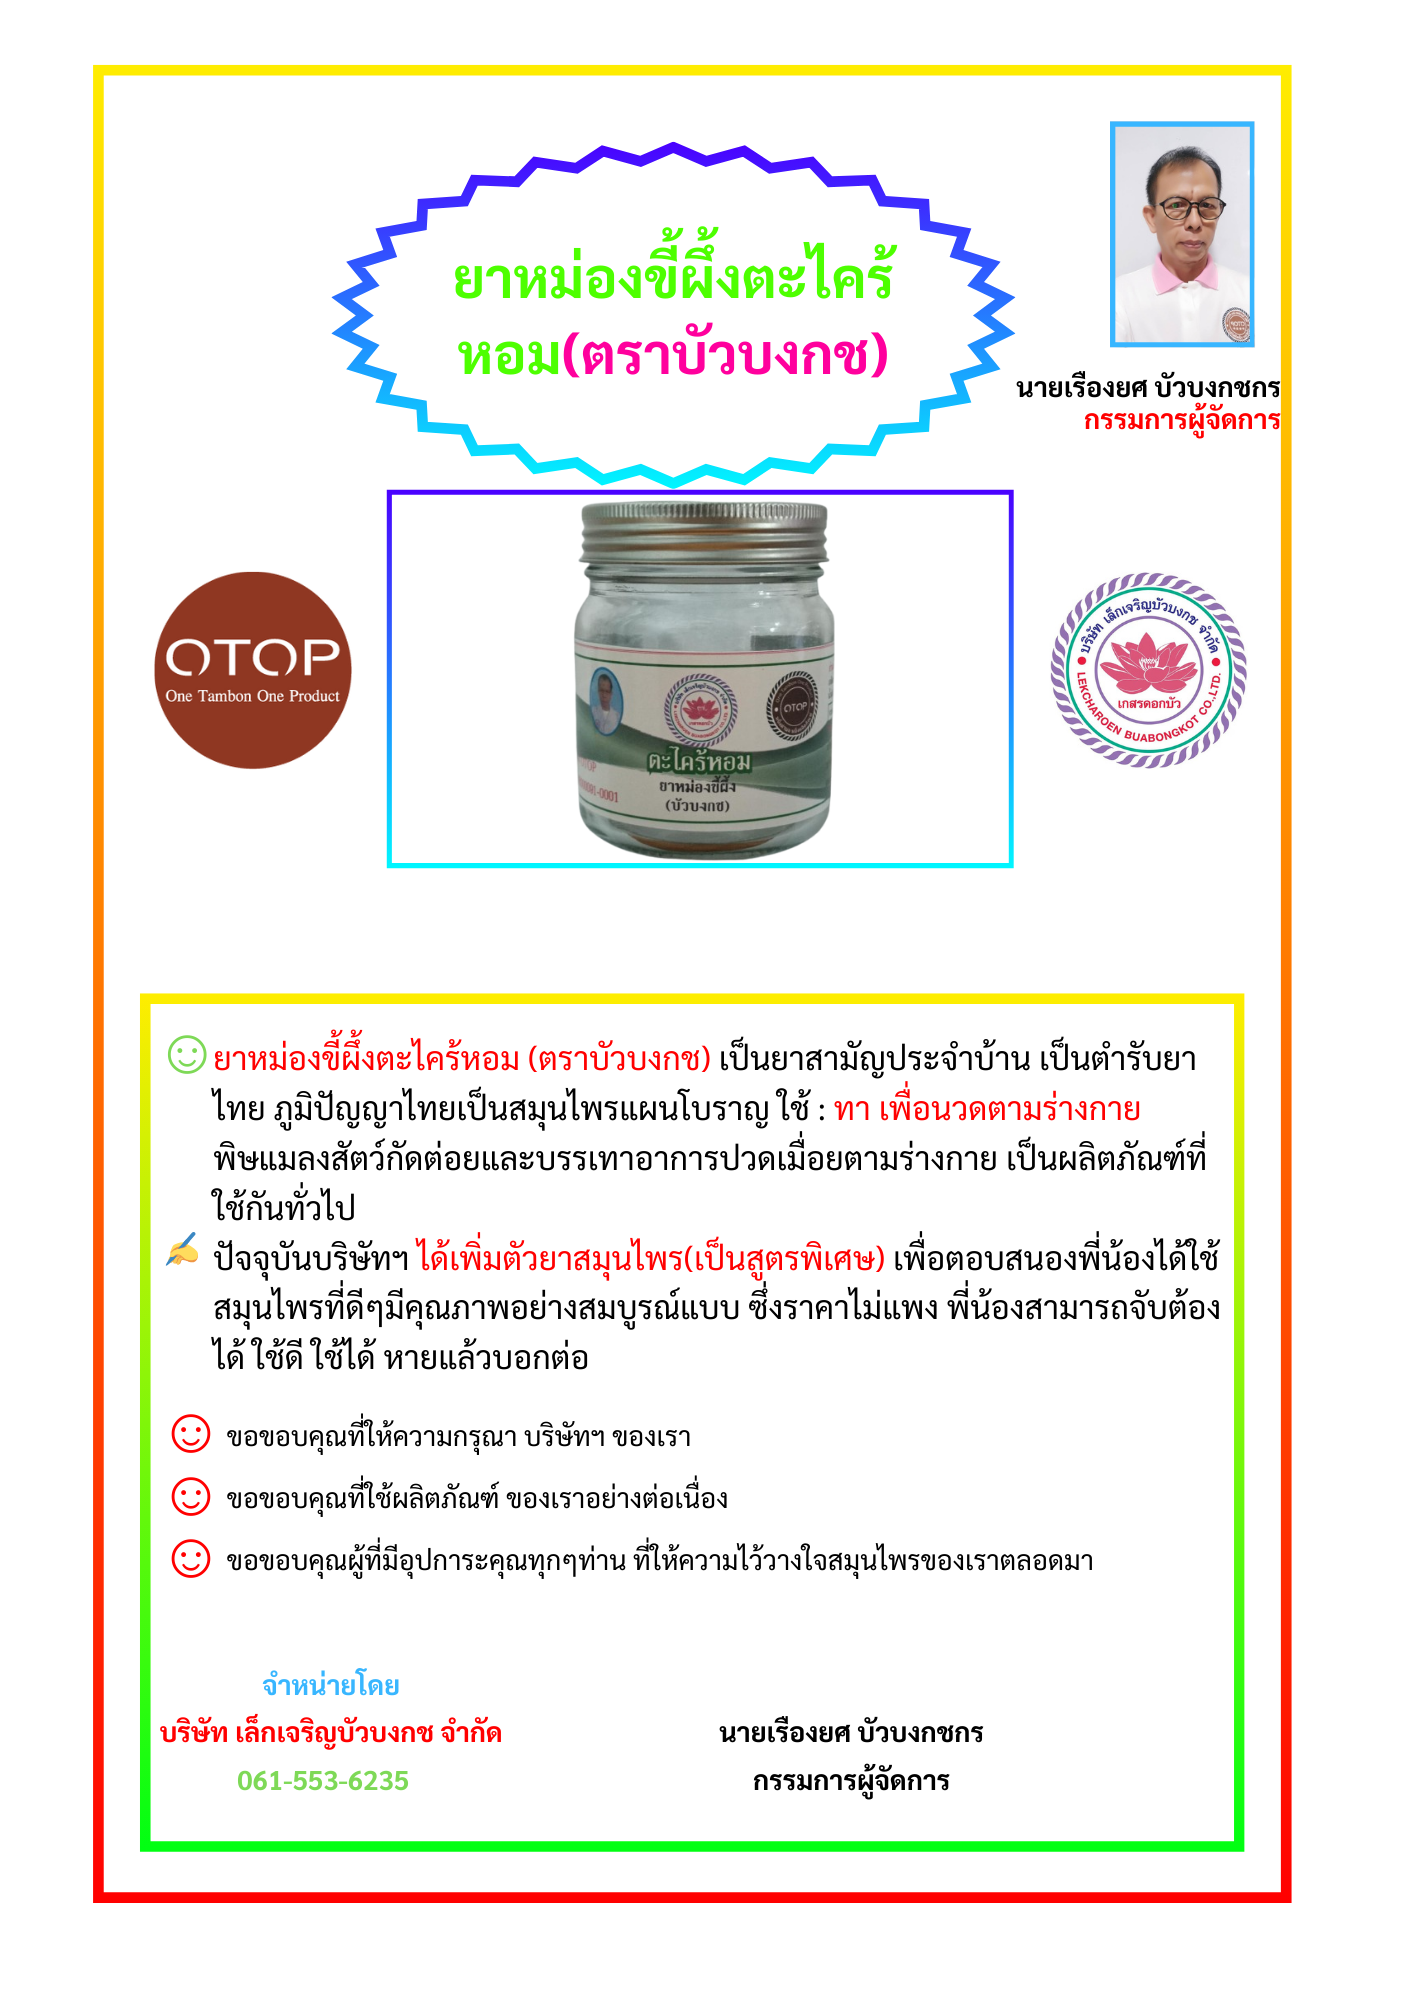 ยาหม่องขี้ผึ้งตะไคร้
หอม(ตราบัวบงกช)
นายเรืองยศ บัวบงกชกร
กรรมการผู้จัดการ
OTOP
One Tambon One Product
OTOP
ตะไคร้หอม
ยาหม่องขี้ผึ้ง
(บัวบงกช)
บริษัท เล็กเจริญบัวบงกช จำกัด
เกสรดอกบัว
LEKCHAROEN BUABONGKOT CO.,LTD.
ยาหม่องขี้ผึ้งตะไคร้หอม (ตราบัวบงกช) เป็นยาสามัญประจำบ้าน เป็นตำรับยา
ไทย ภูมิปัญญาไทยเป็นสมุนไพรแผนโบราญ ใช้ : ทา เพื่อนวดตามร่างกาย
พิษแมลงสัตว์กัดต่อยและบรรเทาอาการปวดเมื่อยตามร่างกาย เป็นผลิตภัณฑ์ที่
ใช้กันทั่วไป
ปัจจุบันบริษัทฯ ได้เพิ่มตัวยาสมุนไพร(เป็นสูตรพิเศษ) เพื่อตอบสนองพี่น้องได้ใช้
สมุนไพรที่ดีๆมีคุณภาพอย่างสมบูรณ์แบบ ซึ่งราคาไม่แพง พี่น้องสามารถจับต้อง
ได้ ใช้ดี ใช้ได้ หายแล้วบอกต่อ
ขอขอบคุณที่ให้ความกรุณา บริษัทฯ ของเรา
ขอขอบคุณที่ใช้ผลิตภัณฑ์ ของเราอย่างต่อเนื่อง
ขอขอบคุณผู้ที่มีอุปการะคุณทุกๆท่าน ที่ให้ความไว้วางใจสมุนไพรของเราตลอดมา
จำหน่ายโดย
บริษัท เล็กเจริญบัวบงกช จำกัด
061-553-6235
นายเรืองยศ บัวบงกชกร
กรรมการผู้จัดการ